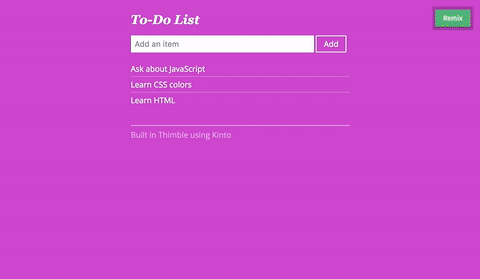 To-Do List
Remix
Add an item
Add
Ask about JavaScript
Learn CSS colors
Learn HTML
Built in Thimble using Kinto